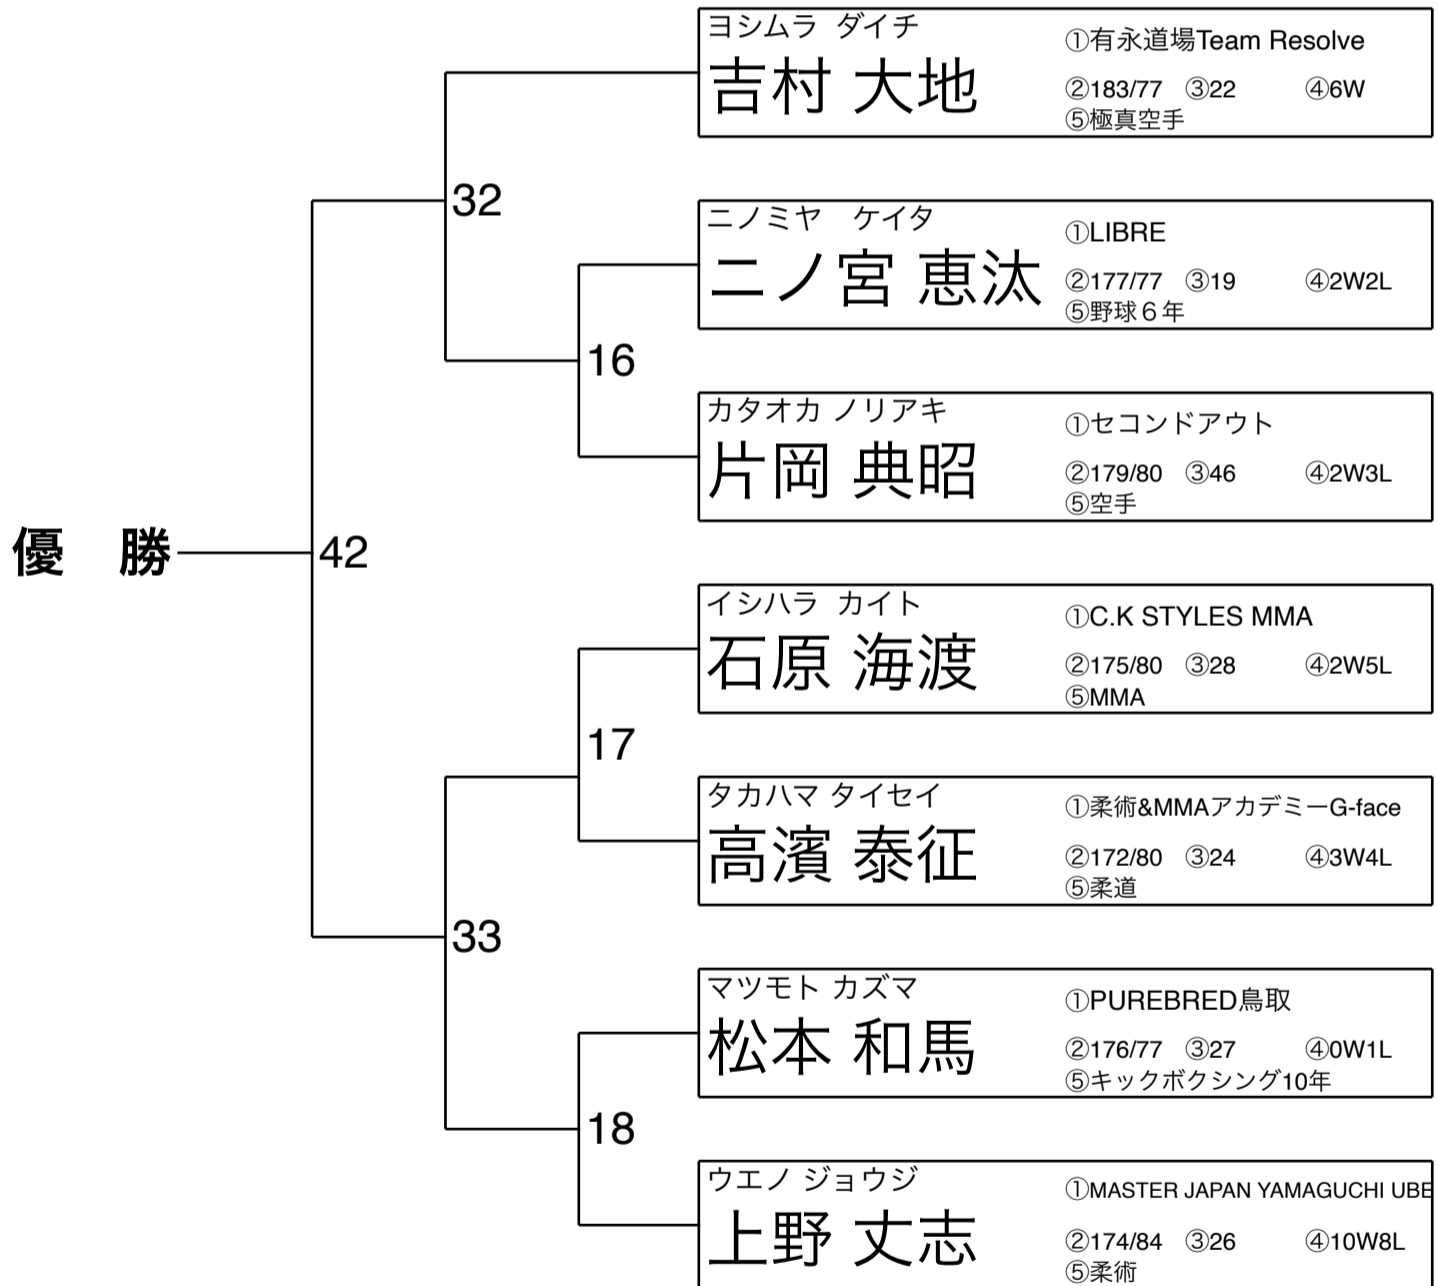 ヨシムラ ダイチ
吉村 大地
①有永道場Team Resolve
②183/77 ③22 ④6W
⑤極真空手
32
ニノミヤ　ケイタ
ニノ宮 恵汰
①LIBRE
②177/77 ③19 ④2W2L
⑤野球６年
16
カタオカ ノリアキ
片岡 典昭
①セコンドアウト
②179/80 ③46 ④2W3L
⑤空手
優　勝
42
イシハラ カイト
石原 海渡
①C.K STYLES MMA
②175/80 ③28 ④2W5L
⑤MMA
17
タカハマ タイセイ
高濱 泰征
①柔術&MMAアカデミーG-face
②172/80 ③24 ④3W4L
⑤柔道
33
マツモト カズマ
松本 和馬
①PUREBRED鳥取
②176/77 ③27 ④0W1L
⑤キックボクシング10年
18
ウエノ ジョウジ
上野 丈志
①MASTER JAPAN YAMAGUCHI UBE
②174/84 ③26 ④10W8L
⑤柔術